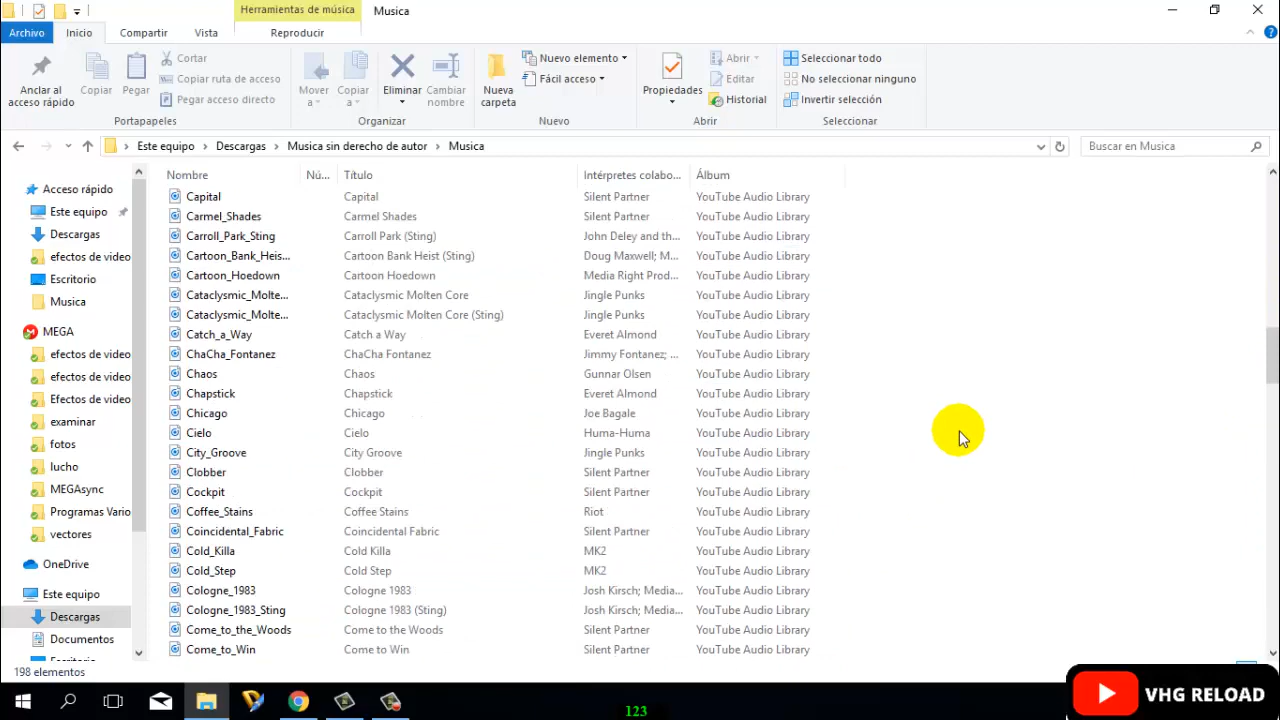 Herramientas de música
Musica
Archivo
Inicio
Compartir
Vista
Reproducir
Anclar al acceso rápido
Copiar
Pegar
Cortar
Copiar ruta de acceso
Pegar acceso directo
Portapapeles
Mover a
Copiar a
Eliminar
Cambiar nombre
Organizar
Nueva carpeta
Nuevo elemento
Fácil acceso
Nuevo
Propiedades
Abrir
Editar
Historial
Abrir
Seleccionar todo
No seleccionar ninguno
Invertir selección
Seleccionar
Este equipo › Descargas › Musica sin derecho de autor › Musica
Buscar en Musica
Acceso rápido
Este equipo
Descargas
efectos de video
Escritorio
Musica
MEGA
efectos de video
efectos de video
Efectos de video
examinar
fotos
lucho
MEGAsync
Programas Vario
vectores
OneDrive
Este equipo
Descargas
Documentos
Escritorio
Nombre Nú... Título Intérpretes colabo... Álbum
Capital Capital Silent Partner YouTube Audio Library
Carmel_Shades Carmel Shades Silent Partner YouTube Audio Library
Carroll_Park_Sting Carroll Park (Sting) John Deley and th... YouTube Audio Library
Cartoon_Bank_Heis... Cartoon Bank Heist (Sting) Doug Maxwell; M... YouTube Audio Library
Cartoon_Hoedown Cartoon Hoedown Media Right Prod... YouTube Audio Library
Cataclysmic_Molte... Cataclysmic Molten Core Jingle Punks YouTube Audio Library
Cataclysmic_Molte... Cataclysmic Molten Core (Sting) Jingle Punks YouTube Audio Library
Catch_a_Way Catch a Way Everet Almond YouTube Audio Library
ChaCha_Fontanez ChaCha Fontanez Jimmy Fontanez; ... YouTube Audio Library
Chaos Chaos Gunnar Olsen YouTube Audio Library
Chapstick Chapstick Everet Almond YouTube Audio Library
Chicago Chicago Joe Bagale YouTube Audio Library
Cielo Cielo Huma-Huma YouTube Audio Library
City_Groove City Groove Jingle Punks YouTube Audio Library
Clobber Clobber Silent Partner YouTube Audio Library
Cockpit Cockpit Silent Partner YouTube Audio Library
Coffee_Stains Coffee Stains Riot YouTube Audio Library
Coincidental_Fabric Coincidental Fabric Silent Partner YouTube Audio Library
Cold_Killa Cold Killa MK2 YouTube Audio Library
Cold_Step Cold Step MK2 YouTube Audio Library
Cologne_1983 Cologne 1983 Josh Kirsch; Media... YouTube Audio Library
Cologne_1983_Sting Cologne 1983 (Sting) Josh Kirsch; Media... YouTube Audio Library
Come_to_the_Woods Come to the Woods Silent Partner YouTube Audio Library
Come_to_Win Come to Win Silent Partner YouTube Audio Library
198 elementos
123
VHG RELOAD